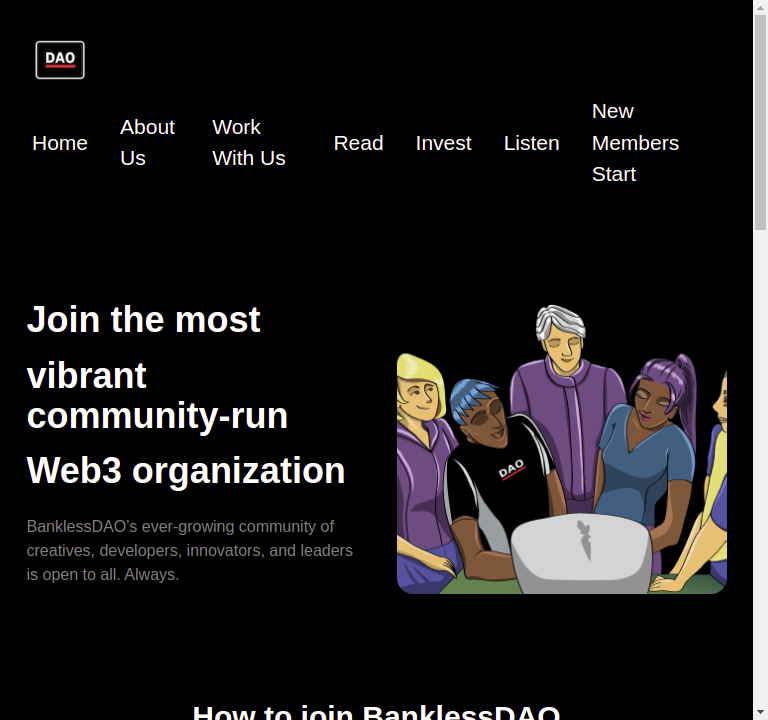 DAO
Home
About Us
Work With Us
Read
Invest
Listen
New Members Start
Join the most
vibrant
community-run
Web3 organization
BanklessDAO’s ever-growing community of
creatives, developers, innovators, and leaders
is open to all. Always.
DAO
How to join BanklessDAO